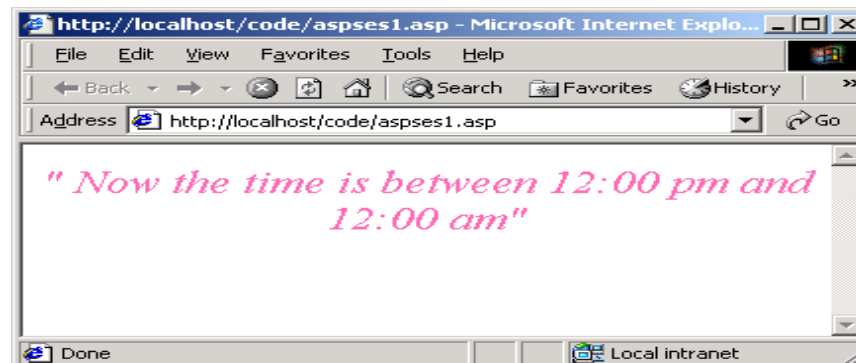 http://localhost/code/aspses1.asp - Microsoft Internet Explo...
File Edit View Favorites Tools Help
Back Search Favorites History »
Address http://localhost/code/aspses1.asp Go
" Now the time is between 12:00 pm and
12:00 am"
Done Local intranet